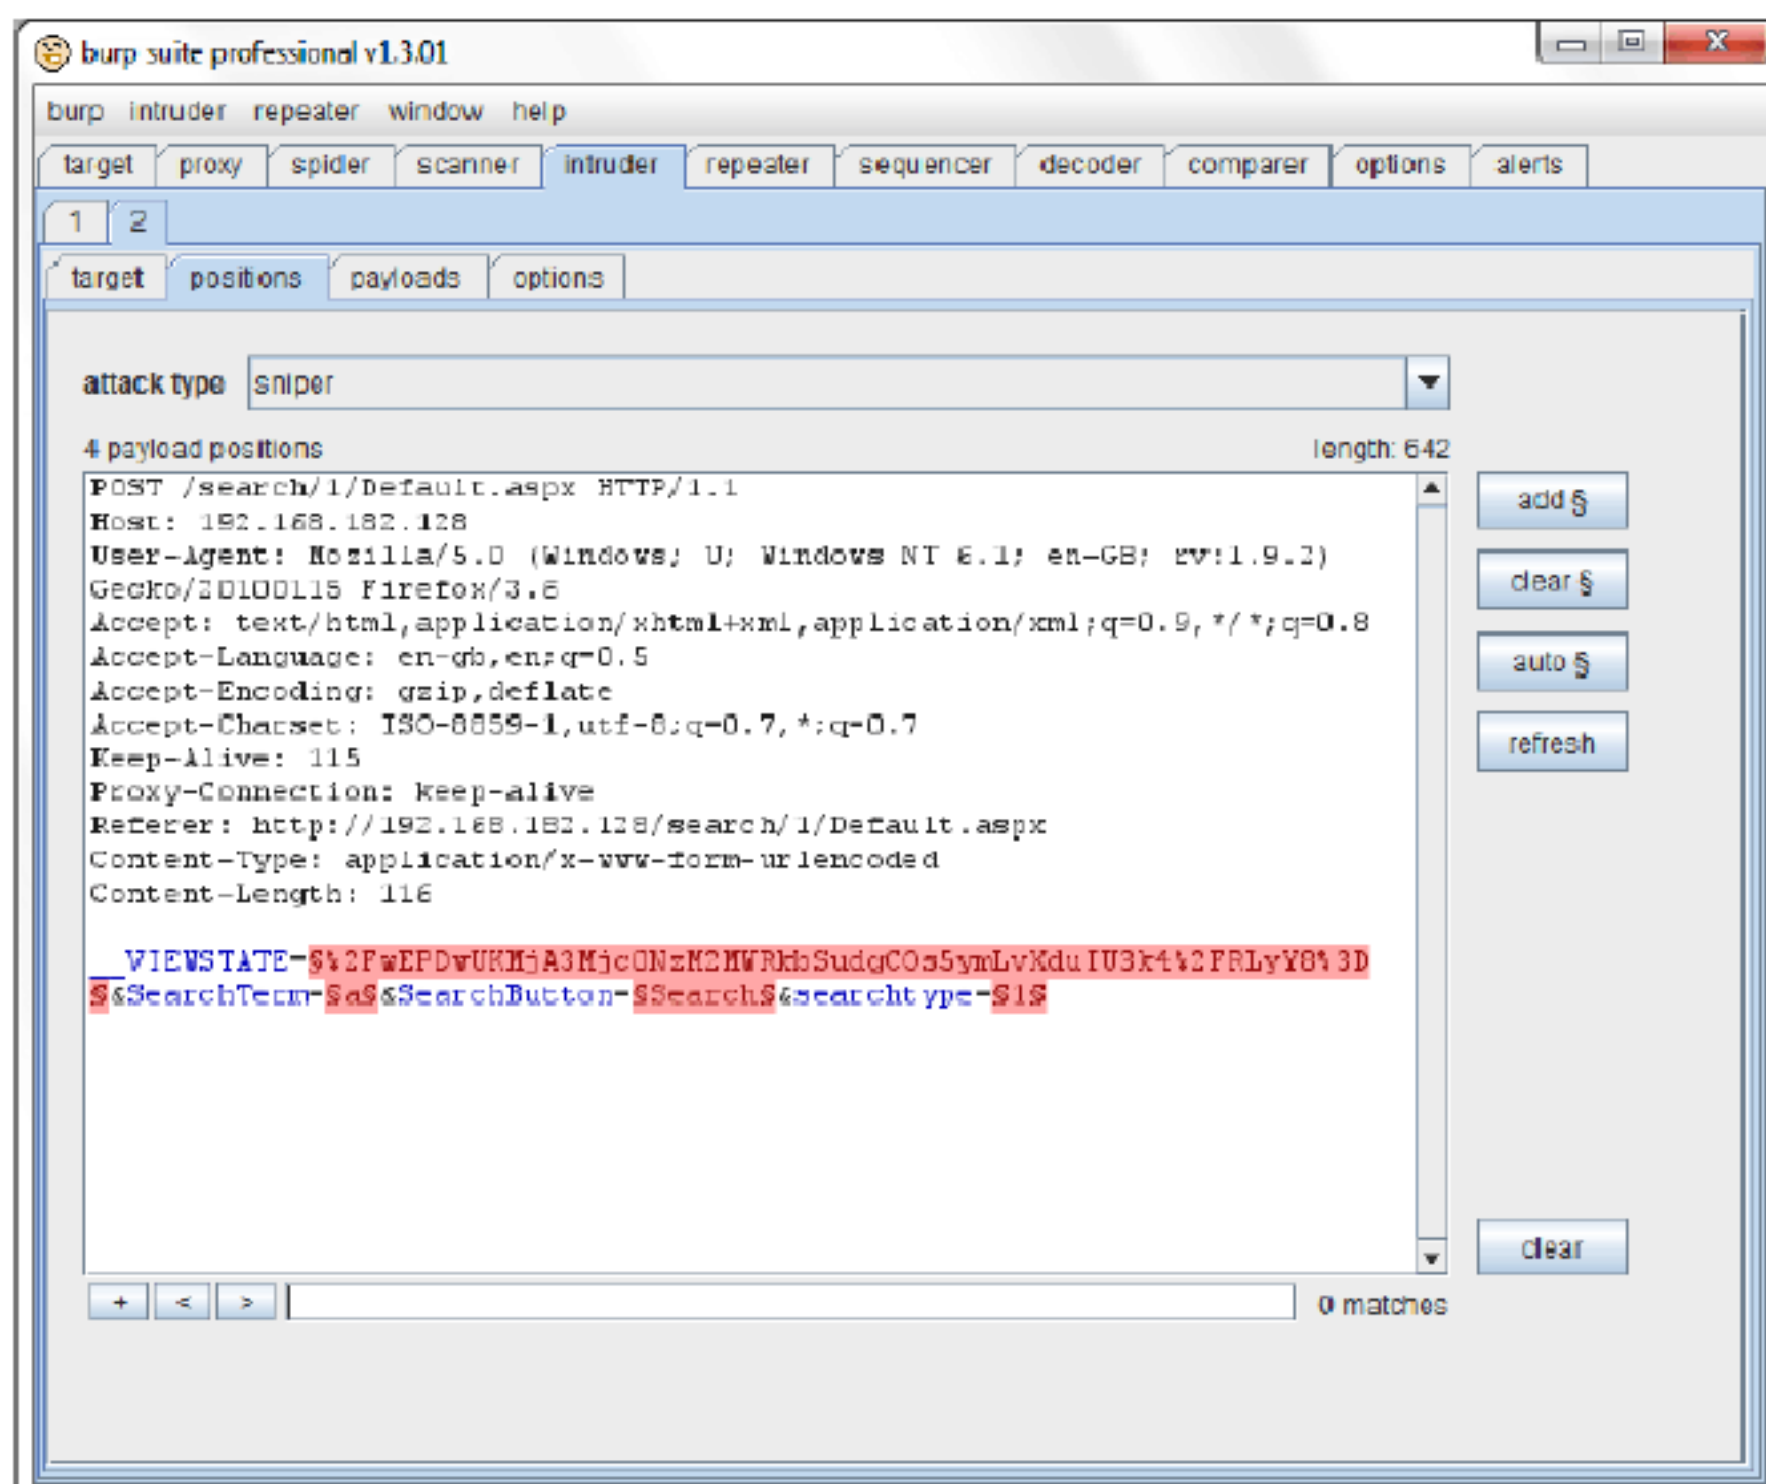 burp suite professional v1.3.01
burp intruder repeater window help
target proxy spider scanner intruder repeater sequencer decoder comparer options alerts
1 2
target positions payloads options
attack type sniper
4 payload positions length: 642
POST /search/1/Default.aspx HTTP/1.1
Host: 192.168.182.128
User-Agent: Mozilla/5.0 (Windows; U; Windows NT 6.1; en-GB; rv:1.9.2)
Gecko/20100115 Firefox/3.6
Accept: text/html,application/xhtml+xml,application/xml;q=0.9,*/*;q=0.8
Accept-Language: en-gb,en;q=0.5
Accept-Encoding: gzip,deflate
Accept-Charset: ISO-8859-1,utf-8;q=0.7,*;q=0.7
Keep-Alive: 115
Proxy-Connection: keep-alive
Referer: http://192.168.182.128/search/1/Default.aspx
Content-Type: application/x-www-form-urlencoded
Content-Length: 116
__VIEWSTATE=§%2FwEPDwUKMjA3Mjc0NzM2MWRkbSudgCOs5ymLvXduIU3k4%2FRLyY8%3D
§&SearchTerm=§a§&SearchButton=§Search§&searchtype=§1§
add §
clear §
auto §
refresh
clear
+ < > 0 matches